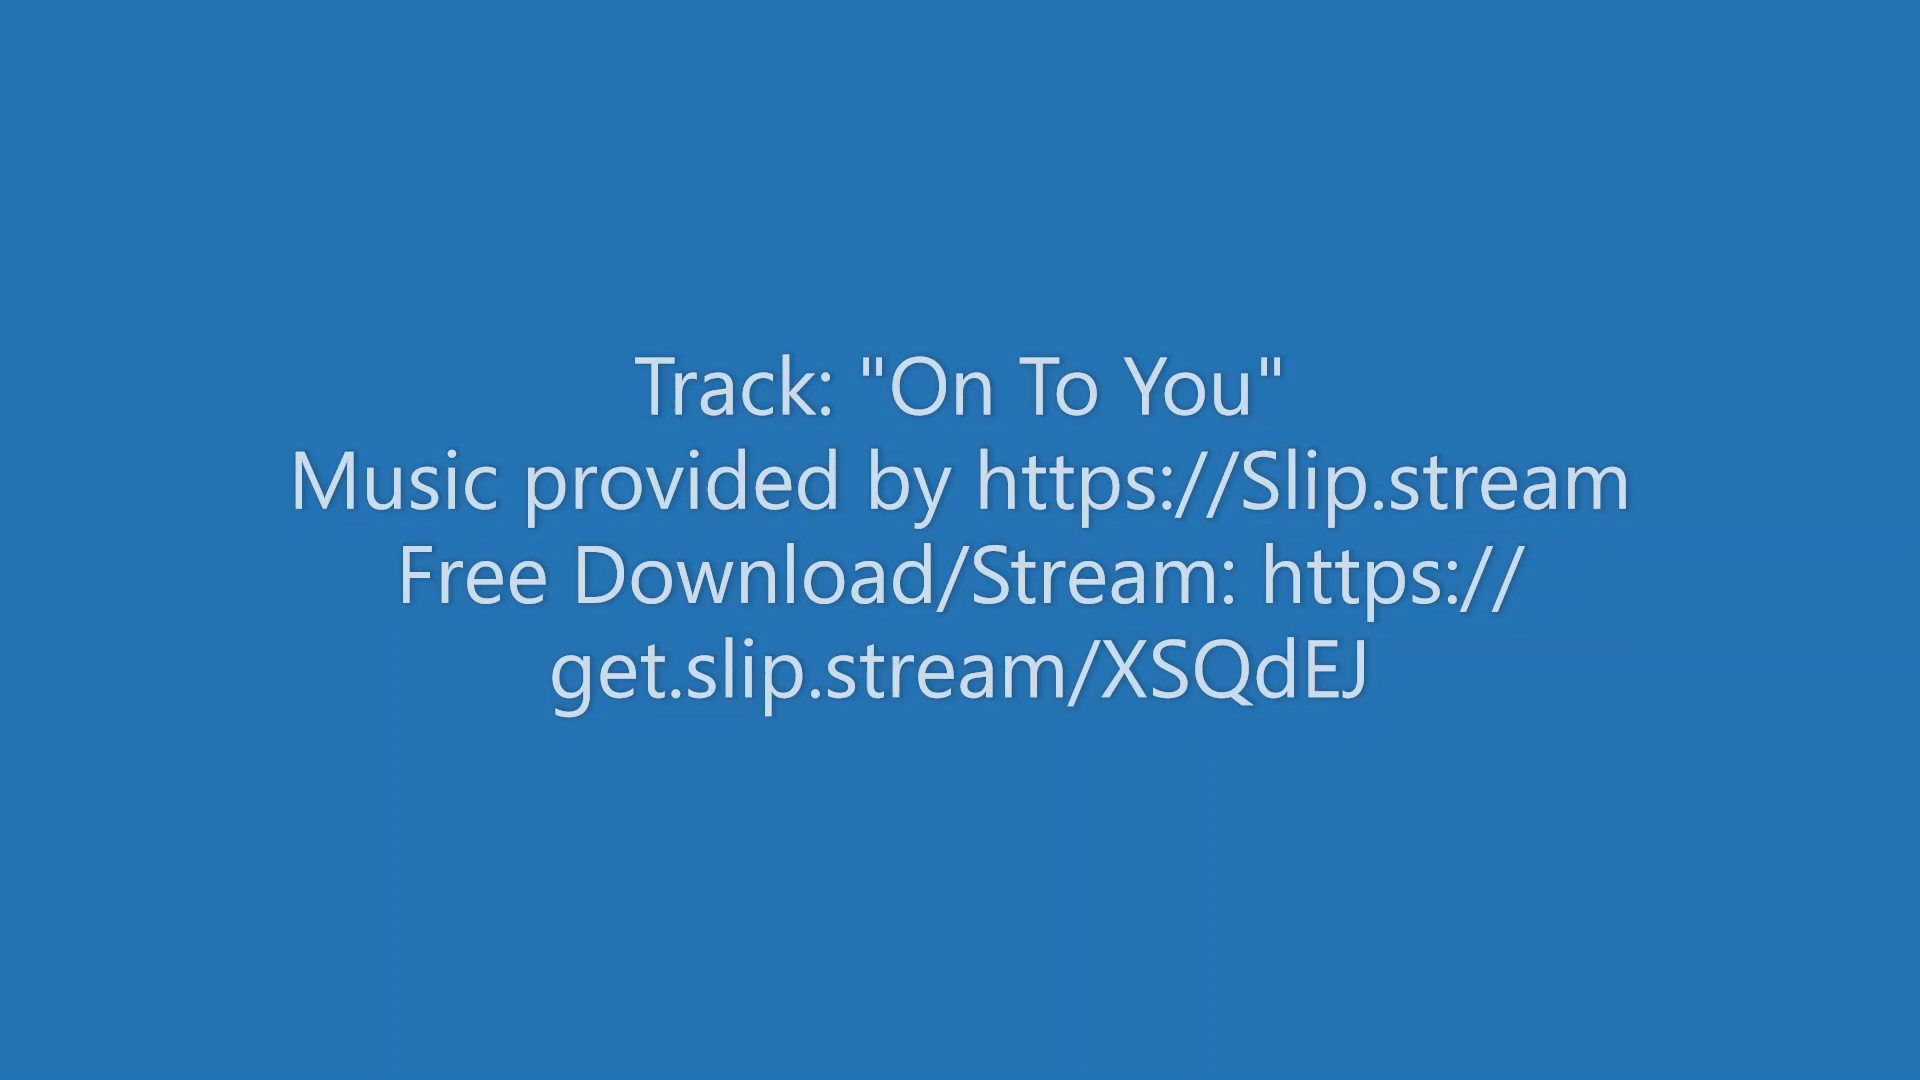 Track: "On To You"
Music provided by https://Slip.stream
Free Download/Stream: https://
get.slip.stream/XSQdEJ